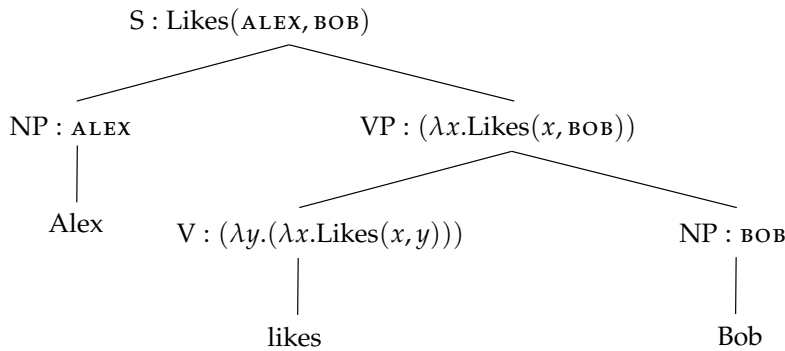 S : Likes(ALEX, BOB)
NP : ALEX
VP : (λx.Likes(x, BOB))
Alex
V : (λy.(λx.Likes(x, y)))
NP : BOB
likes
Bob